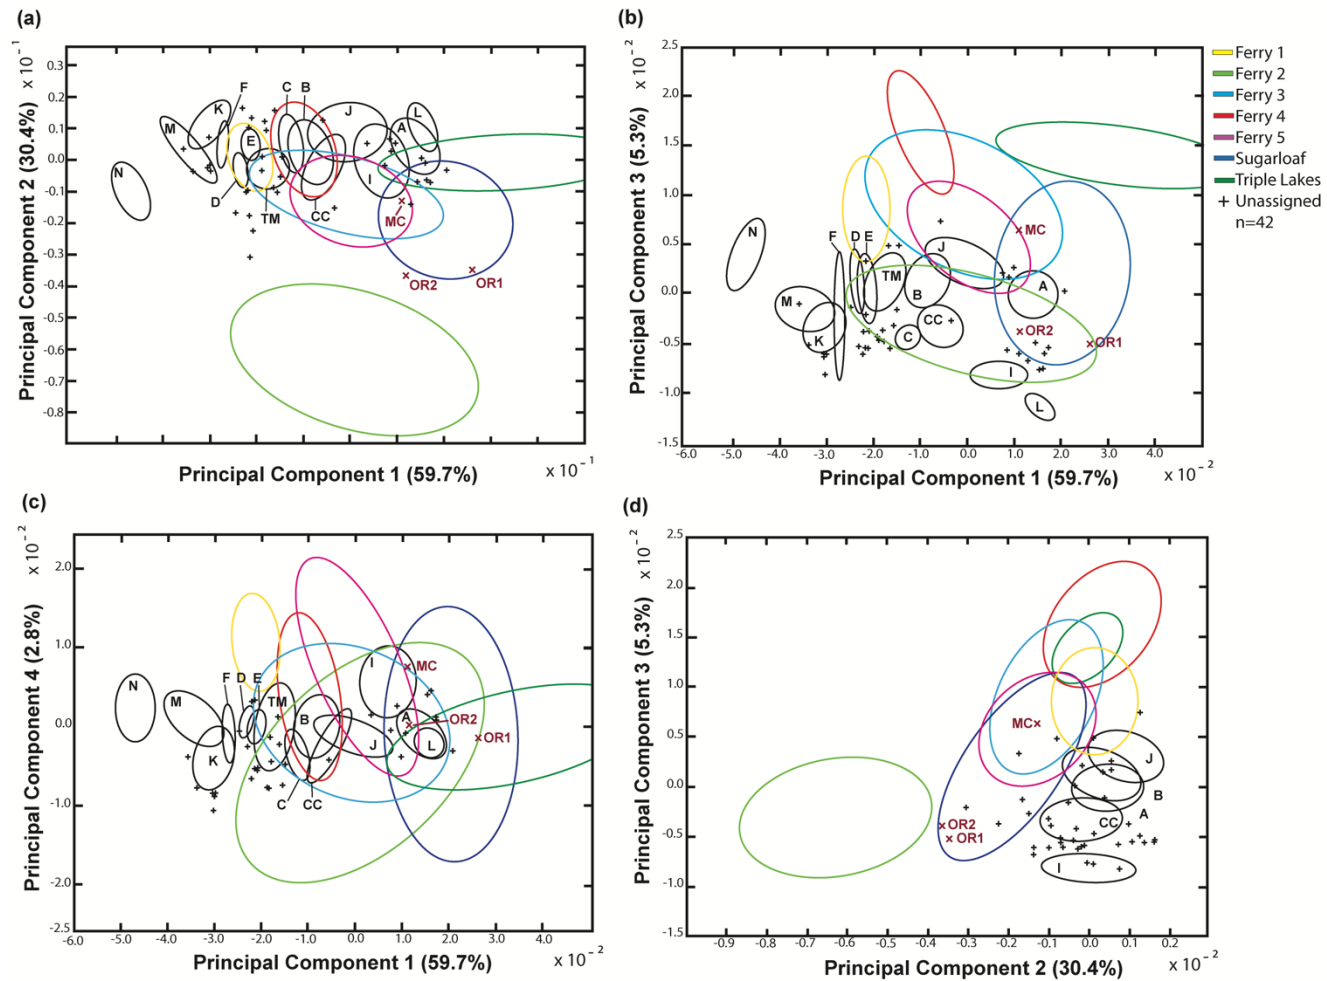 (a)
x 10⁻¹
Principal Component 2 (30.4%)
0.3
0.2
0.1
0.0
-0.1
-0.2
-0.3
-0.4
-0.5
-0.6
-0.7
-0.8
N
M
K
F
E
D
TM
C
B
CC
J
I
A
L
MC
OR2
OR1
Principal Component 1 (59.7%)
x 10⁻¹
(b)
x 10⁻²
Principal Component 3 (5.3%)
2.5
2.0
1.5
1.0
0.5
0.0
-0.5
-1.0
-1.5
N
M
K
F
D
E
TM
B
C
CC
J
I
A
L
MC
OR2
OR1
-6.0
-5.0
-4.0
-3.0
-2.0
-1.0
0.0
1.0
2.0
3.0
4.0
5.0
Principal Component 1 (59.7%)
x 10⁻²
Ferry 1
Ferry 2
Ferry 3
Ferry 4
Ferry 5
Sugarloaf
Triple Lakes
+ Unassigned
n=42
(c)
x 10⁻²
Principal Component 4 (2.8%)
2.0
1.0
0.0
-1.0
-2.0
-2.5
N
M
K
F
D
E
TM
B
C
CC
J
I
A
L
MC
OR2
OR1
-6.0
-5.0
-4.0
-3.0
-2.0
-1.0
0.0
1.0
2.0
3.0
4.0
Principal Component 1 (59.7%)
x 10⁻²
(d)
x 10⁻²
Principal Component 3 (5.3%)
2.5
2.0
1.5
1.0
0.5
0.0
-0.5
-1.0
-1.5
MC
OR2
OR1
J
B
A
CC
I
-0.9
-0.8
-0.7
-0.6
-0.5
-0.4
-0.3
-0.2
-0.1
0.0
0.1
0.2
Principal Component 2 (30.4%)
x 10⁻²